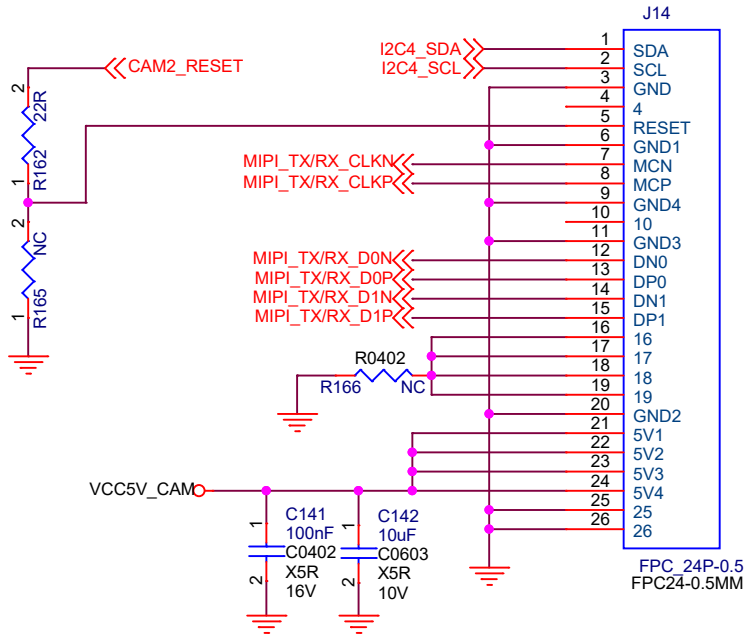 J14
CAM2_RESET
I2C4_SDA
I2C4_SCL
1 SDA
2 SCL
3 GND
4 4
5 RESET
6 GND1
7 MCN
8 MCP
9 GND4
10 10
11 GND3
12 DN0
13 DP0
14 DN1
15 DP1
16 16
17 17
18 18
19 19
20 GND2
21 5V1
22 5V2
23 5V3
24 5V4
25 25
26 26
2
22R
1
R162
2
NC
1
R165
MIPI_TX/RX_CLKN
MIPI_TX/RX_CLKP
MIPI_TX/RX_D0N
MIPI_TX/RX_D0P
MIPI_TX/RX_D1N
MIPI_TX/RX_D1P
R0402
R166 NC
VCC5V_CAM
1
C141
100nF
C0402
2
X5R
16V
1
C142
10uF
C0603
2
X5R
10V
FPC_24P-0.5
FPC24-0.5MM